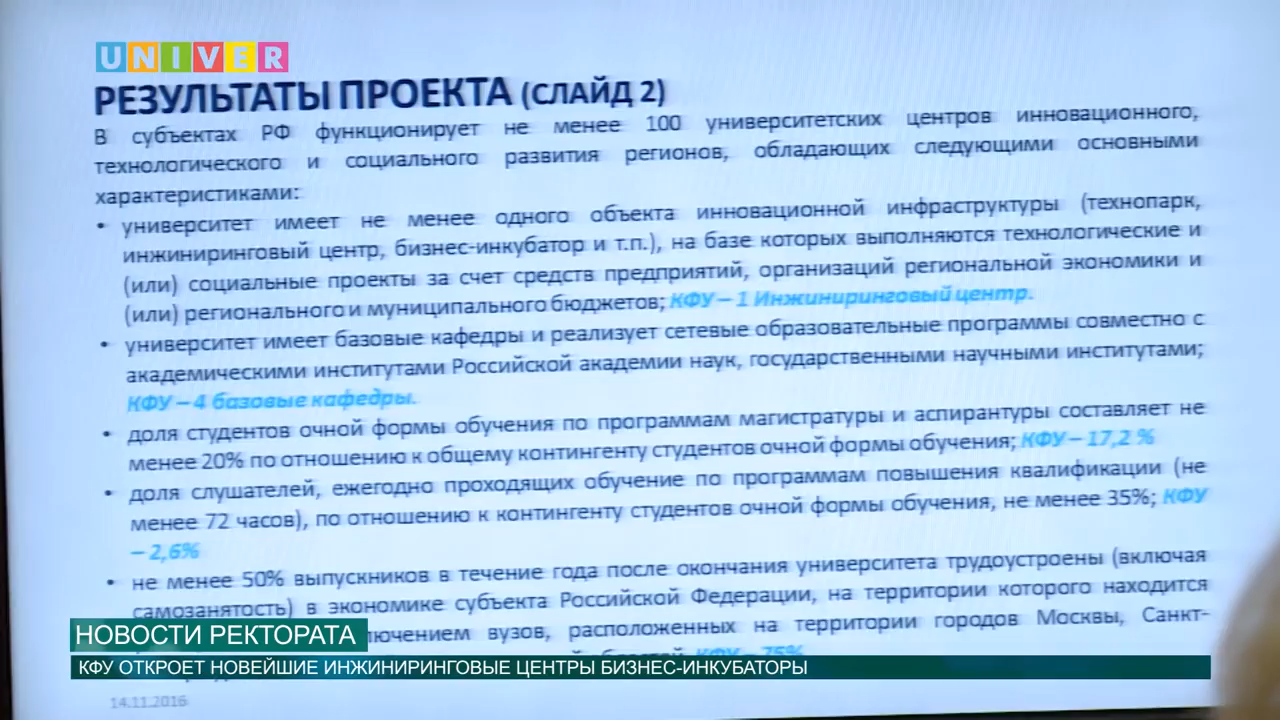 UNIVER
РЕЗУЛЬТАТЫ ПРОЕКТА (СЛАЙД 2)
В субъектах РФ функционирует не менее 100 университетских центров инновационного,
технологического и социального развития регионов, обладающих следующими основными
характеристиками:
• университет имеет не менее одного объекта инновационной инфраструктуры (технопарк,
инжиниринговый центр, бизнес-инкубатор и т.п.), на базе которых выполняются технологические и
(или) социальные проекты за счет средств предприятий, организаций региональной экономики и
(или) регионального и муниципального бюджетов; КФУ – 1 Инжиниринговый центр.
• университет имеет базовые кафедры и реализует сетевые образовательные программы совместно с
академическими институтами Российской академии наук, государственными научными институтами;
КФУ – 4 базовые кафедры.
• доля студентов очной формы обучения по программам магистратуры и аспирантуры составляет не
менее 20% по отношению к общему контингенту студентов очной формы обучения; КФУ – 17,2 %
• доля слушателей, ежегодно проходящих обучение по программам повышения квалификации (не
менее 72 часов), по отношению к контингенту студентов очной формы обучения, не менее 35%; КФУ
– 2,6%
• не менее 50% выпускников в течение года после окончания университета трудоустроены (включая
самозанятость) в экономике субъекта Российской Федерации, на территории которого находится
вузов, расположенных на территории городов Москвы, Санкт-
КФУ – 75%
НОВОСТИ РЕКТОРАТА
КФУ ОТКРОЕТ НОВЕЙШИЕ ИНЖИНИРИНГОВЫЕ ЦЕНТРЫ БИЗНЕС-ИНКУБАТОРЫ
14.11.2016